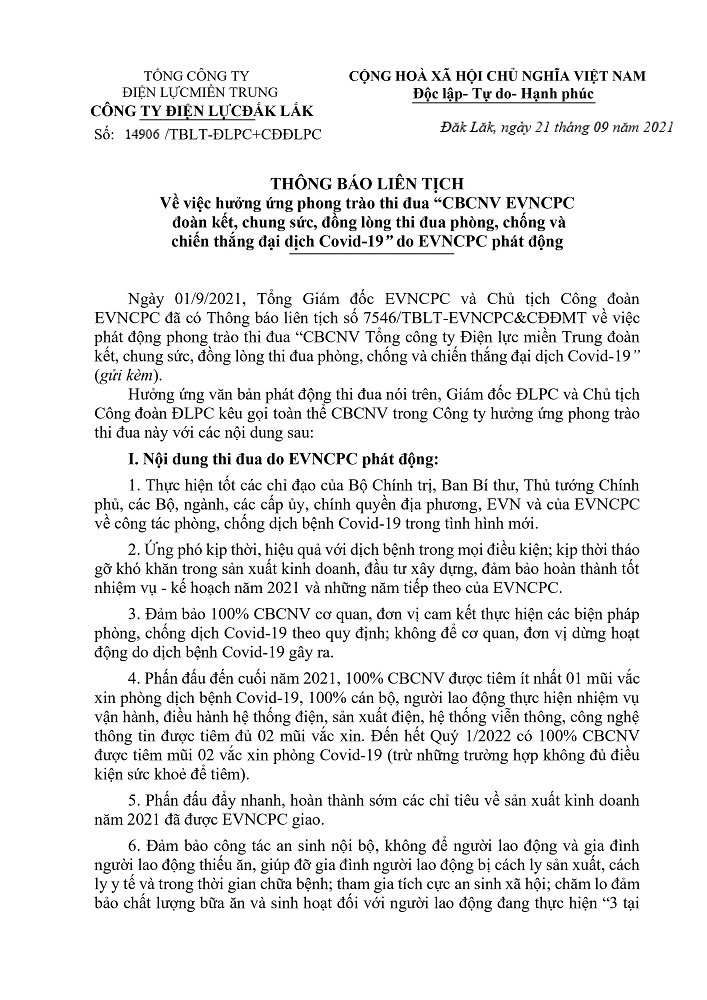 TỔNG CÔNG TY
ĐIỆN LỰCMIỀN TRUNG
CÔNG TY ĐIỆN LỰCĐẮK LẮK
Số: 14906 /TBLT-ĐLPC+CĐĐLPC
CỘNG HOÀ XÃ HỘI CHỦ NGHĨA VIỆT NAM
Độc lập- Tự do- Hạnh phúc
Đăk Lăk, ngày 21 tháng 09 năm 2021
THÔNG BÁO LIÊN TỊCH
Về việc hưởng ứng phong trào thi đua “CBCNV EVNCPC
đoàn kết, chung sức, đồng lòng thi đua phòng, chống và
chiến thắng đại dịch Covid-19” do EVNCPC phát động
Ngày 01/9/2021, Tổng Giám đốc EVNCPC và Chủ tịch Công đoàn
EVNCPC đã có Thông báo liên tịch số 7546/TBLT-EVNCPC&CĐĐMT về việc
phát động phong trào thi đua “CBCNV Tổng công ty Điện lực miền Trung đoàn
kết, chung sức, đồng lòng thi đua phòng, chống và chiến thắng đại dịch Covid-19”
(gửi kèm).
Hưởng ứng văn bản phát động thi đua nói trên, Giám đốc ĐLPC và Chủ tịch
Công đoàn ĐLPC kêu gọi toàn thể CBCNV trong Công ty hưởng ứng phong trào
thi đua này với các nội dung sau:
I. Nội dung thi đua do EVNCPC phát động:
1. Thực hiện tốt các chỉ đạo của Bộ Chính trị, Ban Bí thư, Thủ tướng Chính
phủ, các Bộ, ngành, các cấp ủy, chính quyền địa phương, EVN và của EVNCPC
về công tác phòng, chống dịch bệnh Covid-19 trong tình hình mới.
2. Ứng phó kịp thời, hiệu quả với dịch bệnh trong mọi điều kiện; kịp thời tháo
gỡ khó khăn trong sản xuất kinh doanh, đầu tư xây dựng, đảm bảo hoàn thành tốt
nhiệm vụ - kế hoạch năm 2021 và những năm tiếp theo của EVNCPC.
3. Đảm bảo 100% CBCNV cơ quan, đơn vị cam kết thực hiện các biện pháp
phòng, chống dịch Covid-19 theo quy định; không để cơ quan, đơn vị dừng hoạt
động do dịch bệnh Covid-19 gây ra.
4. Phấn đấu đến cuối năm 2021, 100% CBCNV được tiêm ít nhất 01 mũi vắc
xin phòng dịch bệnh Covid-19, 100% cán bộ, người lao động thực hiện nhiệm vụ
vận hành, điều hành hệ thống điện, sản xuất điện, hệ thống viễn thông, công nghệ
thông tin được tiêm đủ 02 mũi vắc xin. Đến hết Quý 1/2022 có 100% CBCNV
được tiêm mũi 02 vắc xin phòng Covid-19 (trừ những trường hợp không đủ điều
kiện sức khoẻ để tiêm).
5. Phấn đấu đẩy nhanh, hoàn thành sớm các chỉ tiêu về sản xuất kinh doanh
năm 2021 đã được EVNCPC giao.
6. Đảm bảo công tác an sinh nội bộ, không để người lao động và gia đình
người lao động thiếu ăn, giúp đỡ gia đình người lao động bị cách ly sản xuất, cách
ly y tế và trong thời gian chữa bệnh; tham gia tích cực an sinh xã hội; chăm lo đảm
bảo chất lượng bữa ăn và sinh hoạt đối với người lao động đang thực hiện “3 tại